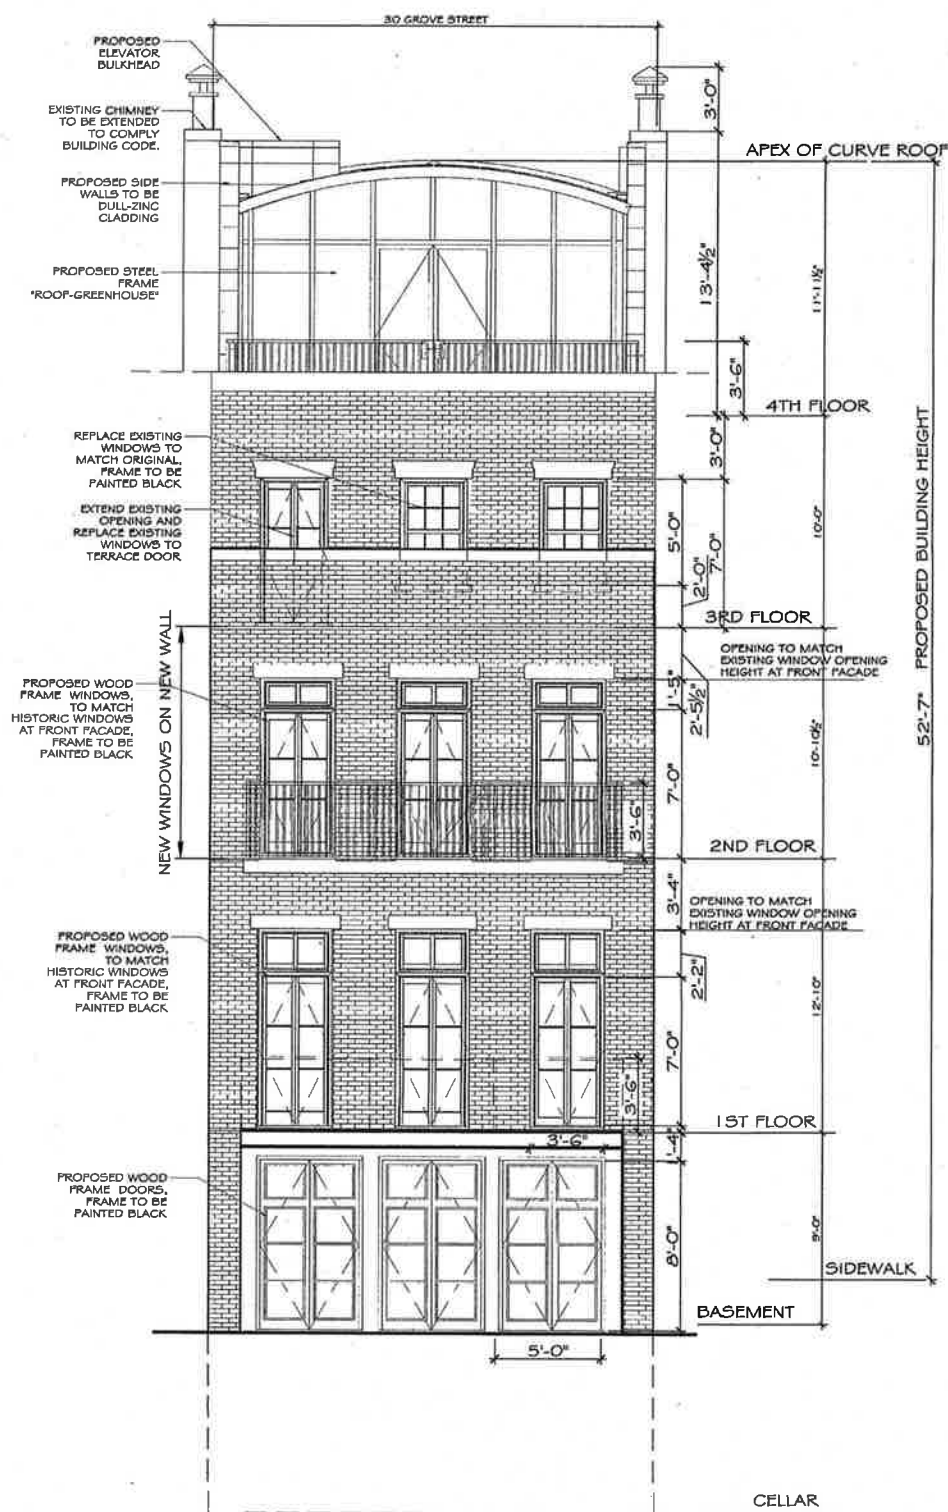 30 GROVE STREET
PROPOSED
ELEVATOR
BULKHEAD
EXISTING CHIMNEY
TO BE EXTENDED
TO COMPLY
BUILDING CODE.
PROPOSED SIDE
WALLS TO BE
DULL-ZINC
CLADDING
PROPOSED STEEL
FRAME
"ROOF-GREENHOUSE"
3'-0"
APEX OF CURVE ROOF
13'-4½"
11'-11½"
3'-6"
4TH FLOOR
REPLACE EXISTING
WINDOWS TO
MATCH ORIGINAL,
FRAME TO BE
PAINTED BLACK
EXTEND EXISTING
OPENING AND
REPLACE EXISTING
WINDOWS TO
TERRACE DOOR
3'-0"
5'-0"
7'-0"
2'-0"
10'-0"
3RD FLOOR
52'-7" PROPOSED BUILDING HEIGHT
NEW WINDOWS ON NEW WALL
OPENING TO MATCH
EXISTING WINDOW OPENING
HEIGHT AT FRONT FACADE
PROPOSED WOOD
FRAME WINDOWS,
TO MATCH
HISTORIC WINDOWS
AT FRONT FACADE,
FRAME TO BE
PAINTED BLACK
1'-5"
2'-5½"
7'-0"
10'-10½"
3'-6"
2ND FLOOR
3'-4"
OPENING TO MATCH
EXISTING WINDOW OPENING
HEIGHT AT FRONT FACADE
PROPOSED WOOD
FRAME WINDOWS,
TO MATCH
HISTORIC WINDOWS
AT FRONT FACADE,
FRAME TO BE
PAINTED BLACK
2'-2"
12'-10"
7'-0"
3'-6"
1ST FLOOR
3'-6"
1'-4"
PROPOSED WOOD
FRAME DOORS,
FRAME TO BE
PAINTED BLACK
8'-0"
9'-0"
SIDEWALK
BASEMENT
5'-0"
CELLAR